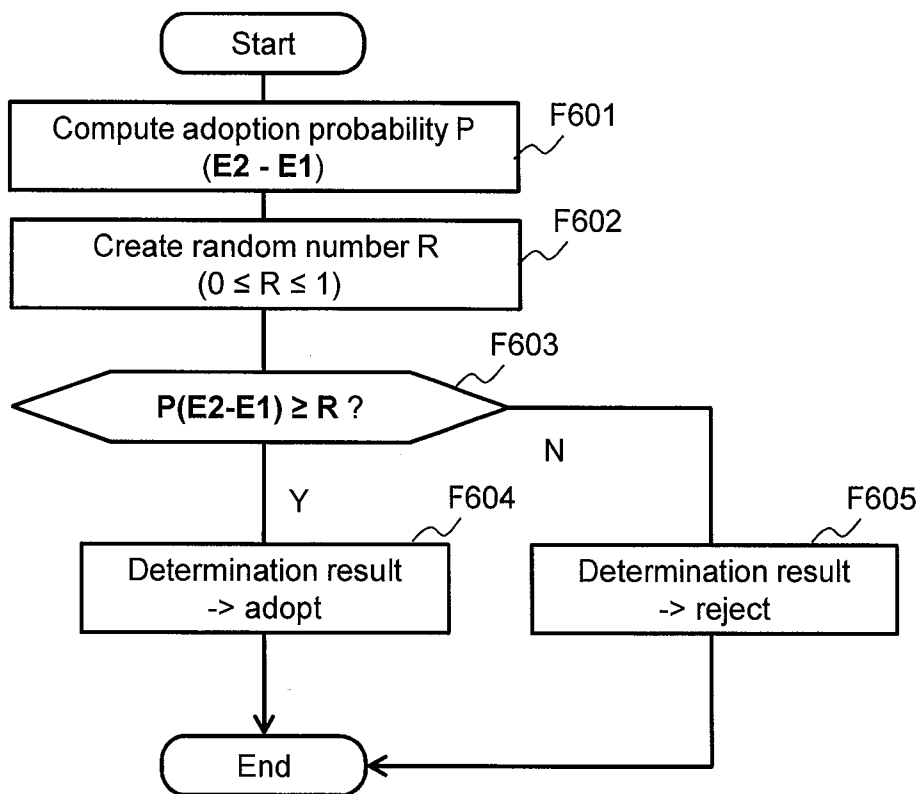 Start
F601
Compute adoption probability P
(E2 - E1)
F602
Create random number R
(0 ≤ R ≤ 1)
F603
P(E2-E1) ≥ R ?
N
Y
F604
F605
Determination result
-> adopt
Determination result
-> reject
End